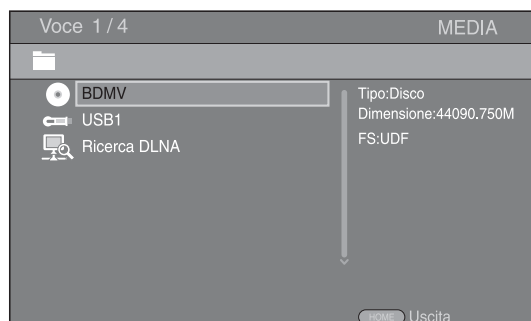 Voce 1/4 MEDIA
BDMV
USB1
Ricerca DLNA
Tipo:Disco
Dimensione:44090.750M
FS:UDF
HOME Uscita